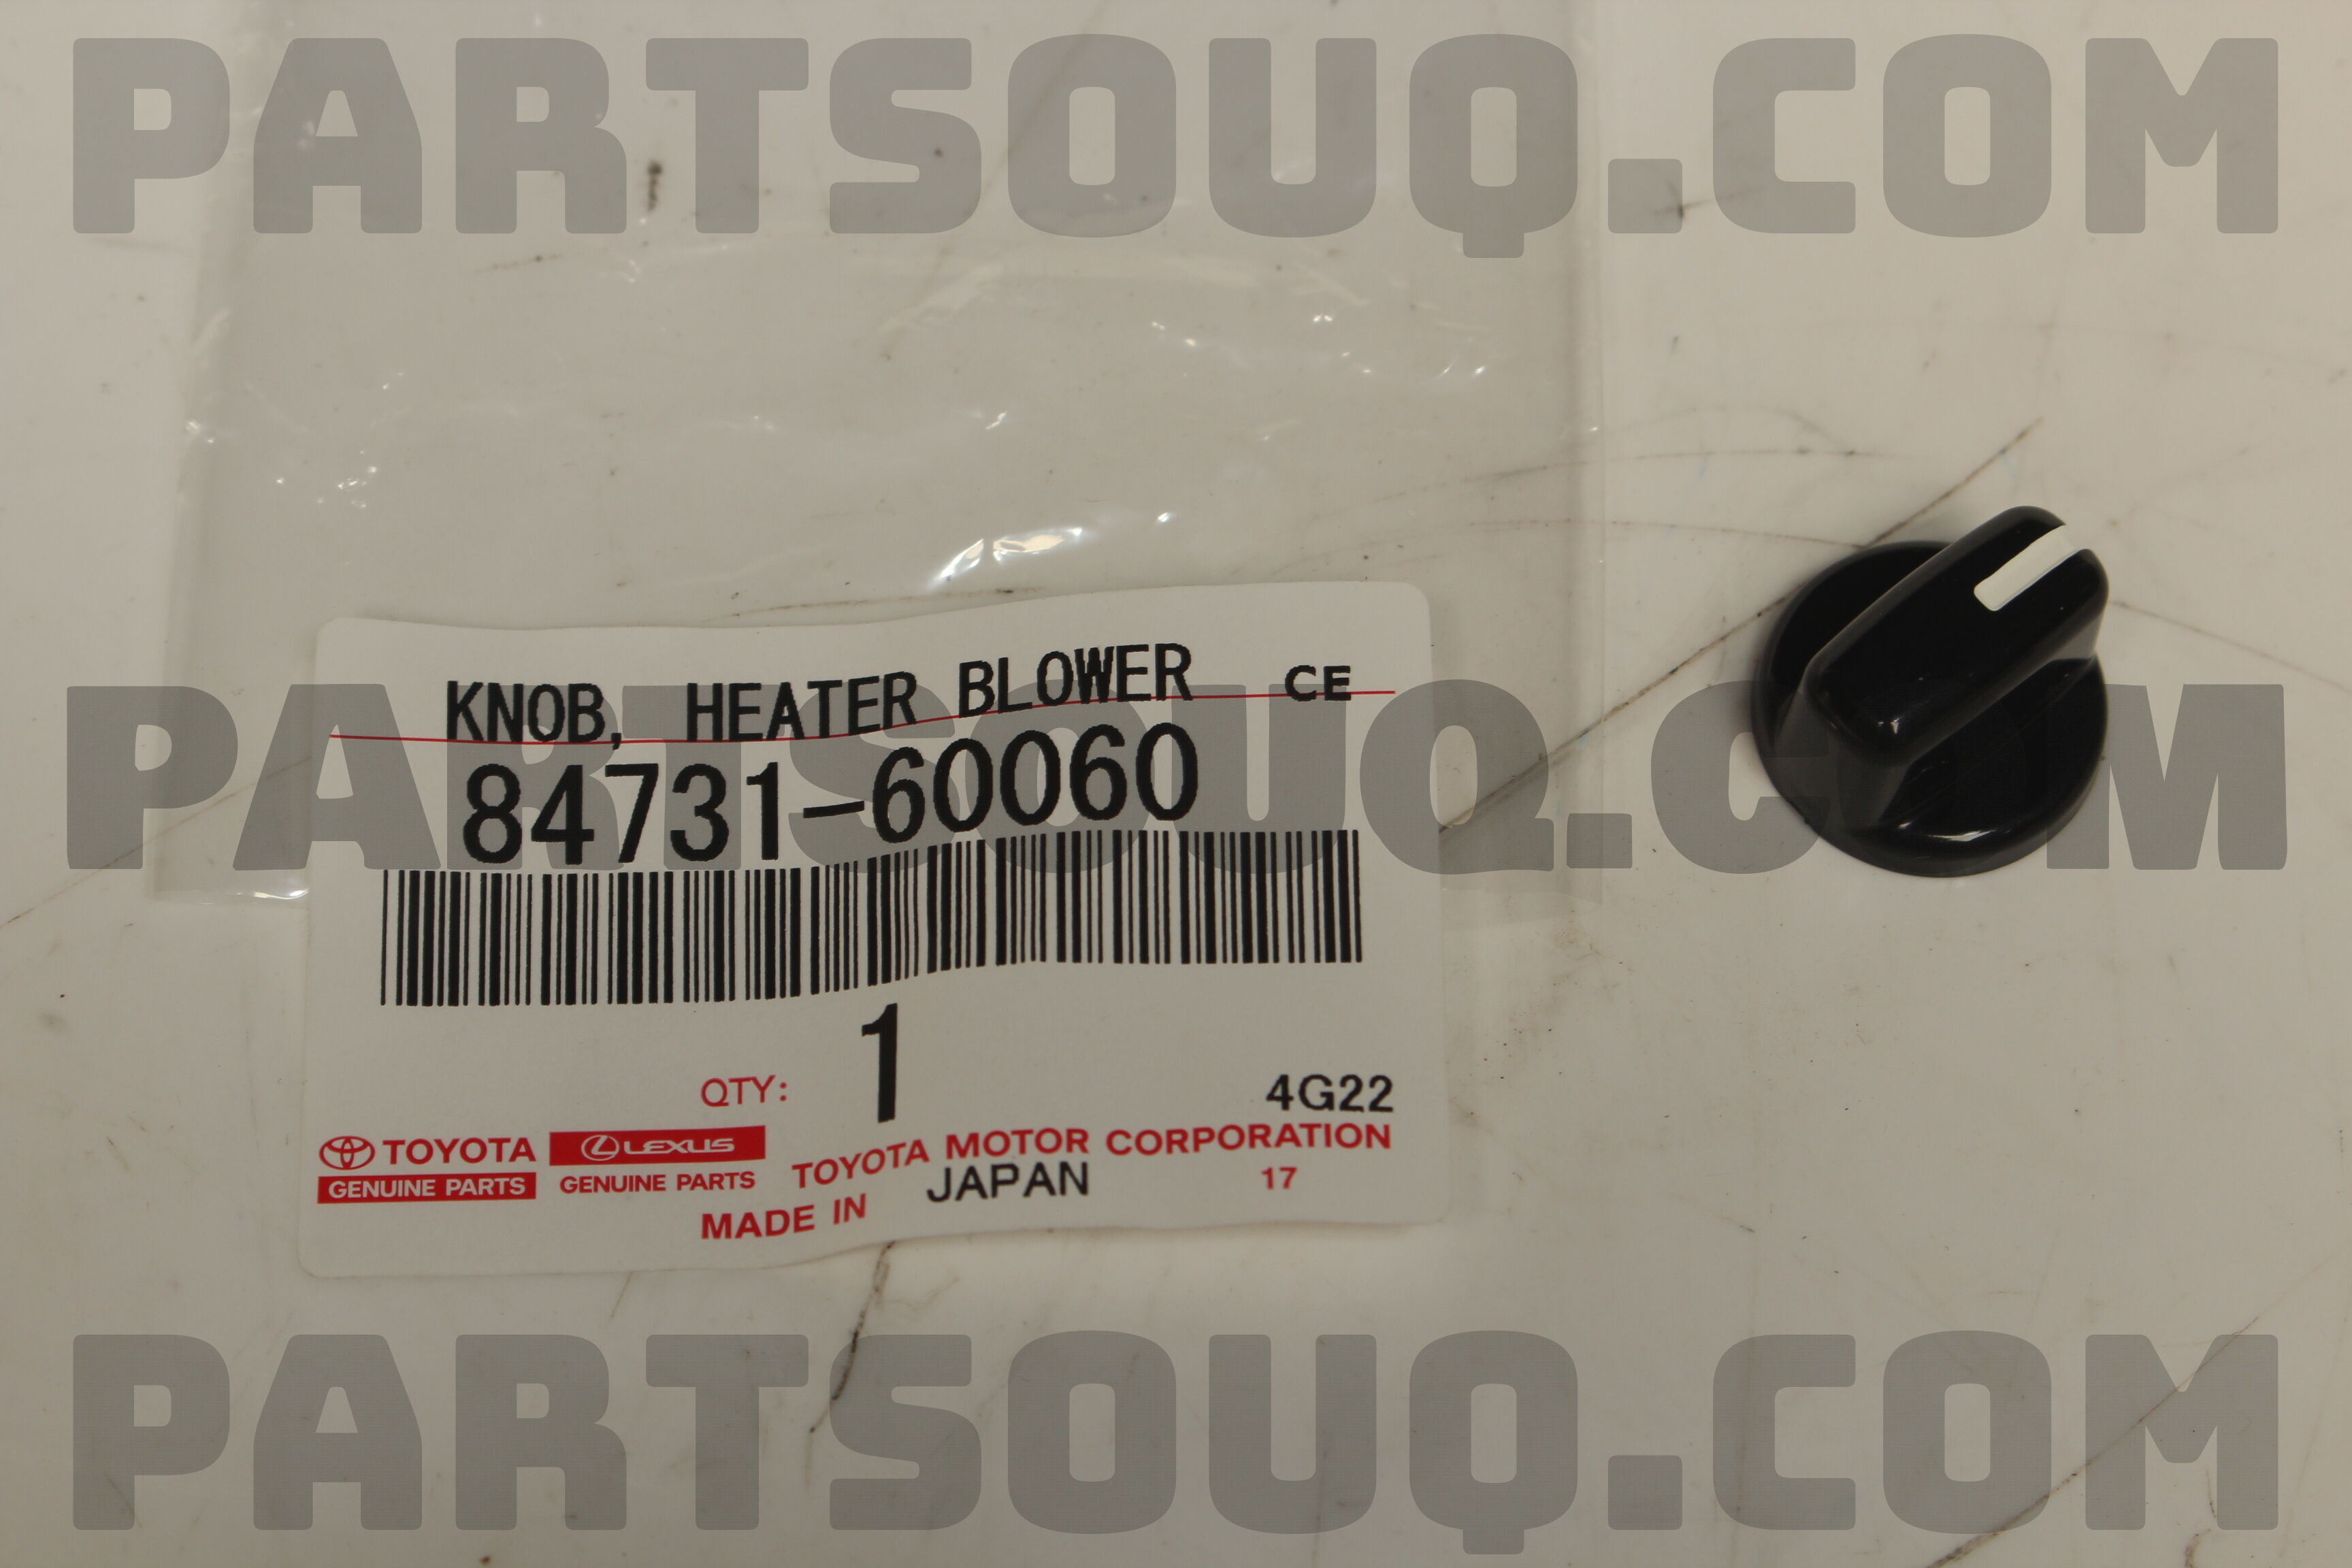 PARTSOUQ.COM
KNOB, HEATER BLOWER CE
84731-60060
PARTSOUQ.COM
QTY: 1 4G22
TOYOTA LEXUS TOYOTA MOTOR CORPORATION
GENUINE PARTS GENUINE PARTS JAPAN 17
MADE IN
PARTSOUQ.COM